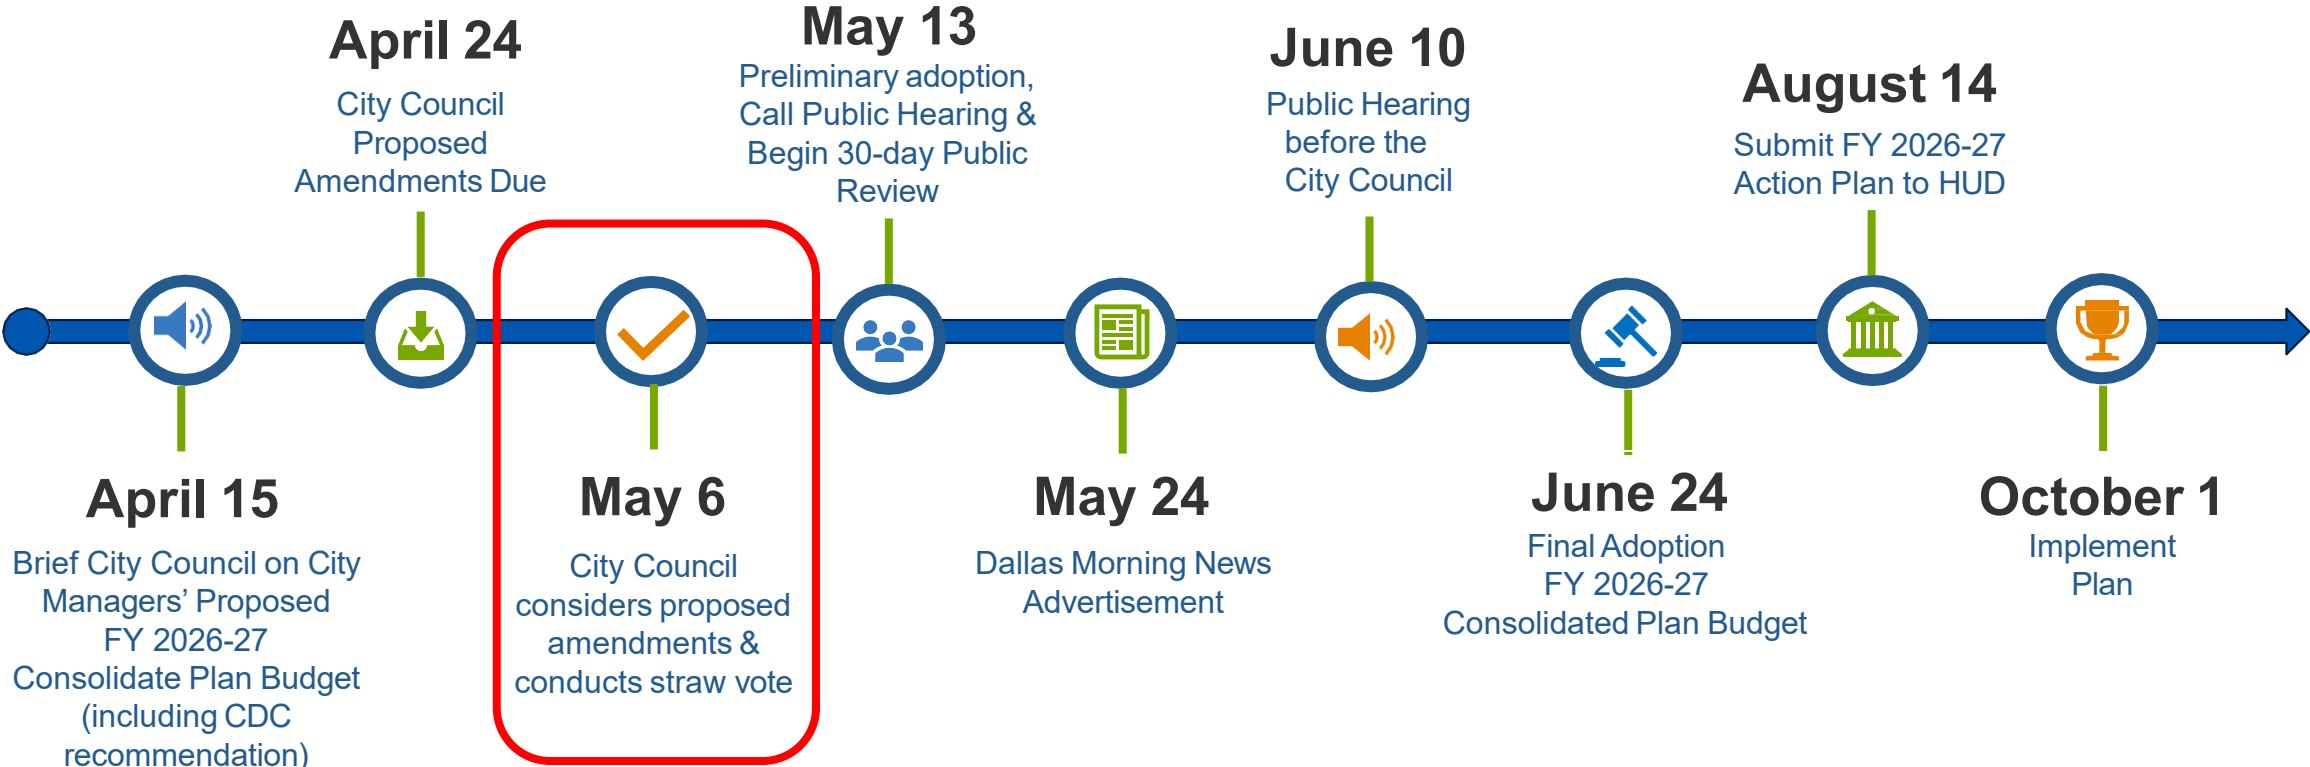 April 15
Brief City Council on City
Managers’ Proposed
FY 2026-27
Consolidate Plan Budget
(including CDC
recommendation)
April 24
City Council
Proposed
Amendments Due
May 6
City Council
considers proposed
amendments &
conducts straw vote
May 13
Preliminary adoption,
Call Public Hearing &
Begin 30-day Public
Review
May 24
Dallas Morning News
Advertisement
June 10
Public Hearing
before the
City Council
June 24
Final Adoption
FY 2026-27
Consolidated Plan Budget
August 14
Submit FY 2026-27
Action Plan to HUD
October 1
Implement
Plan